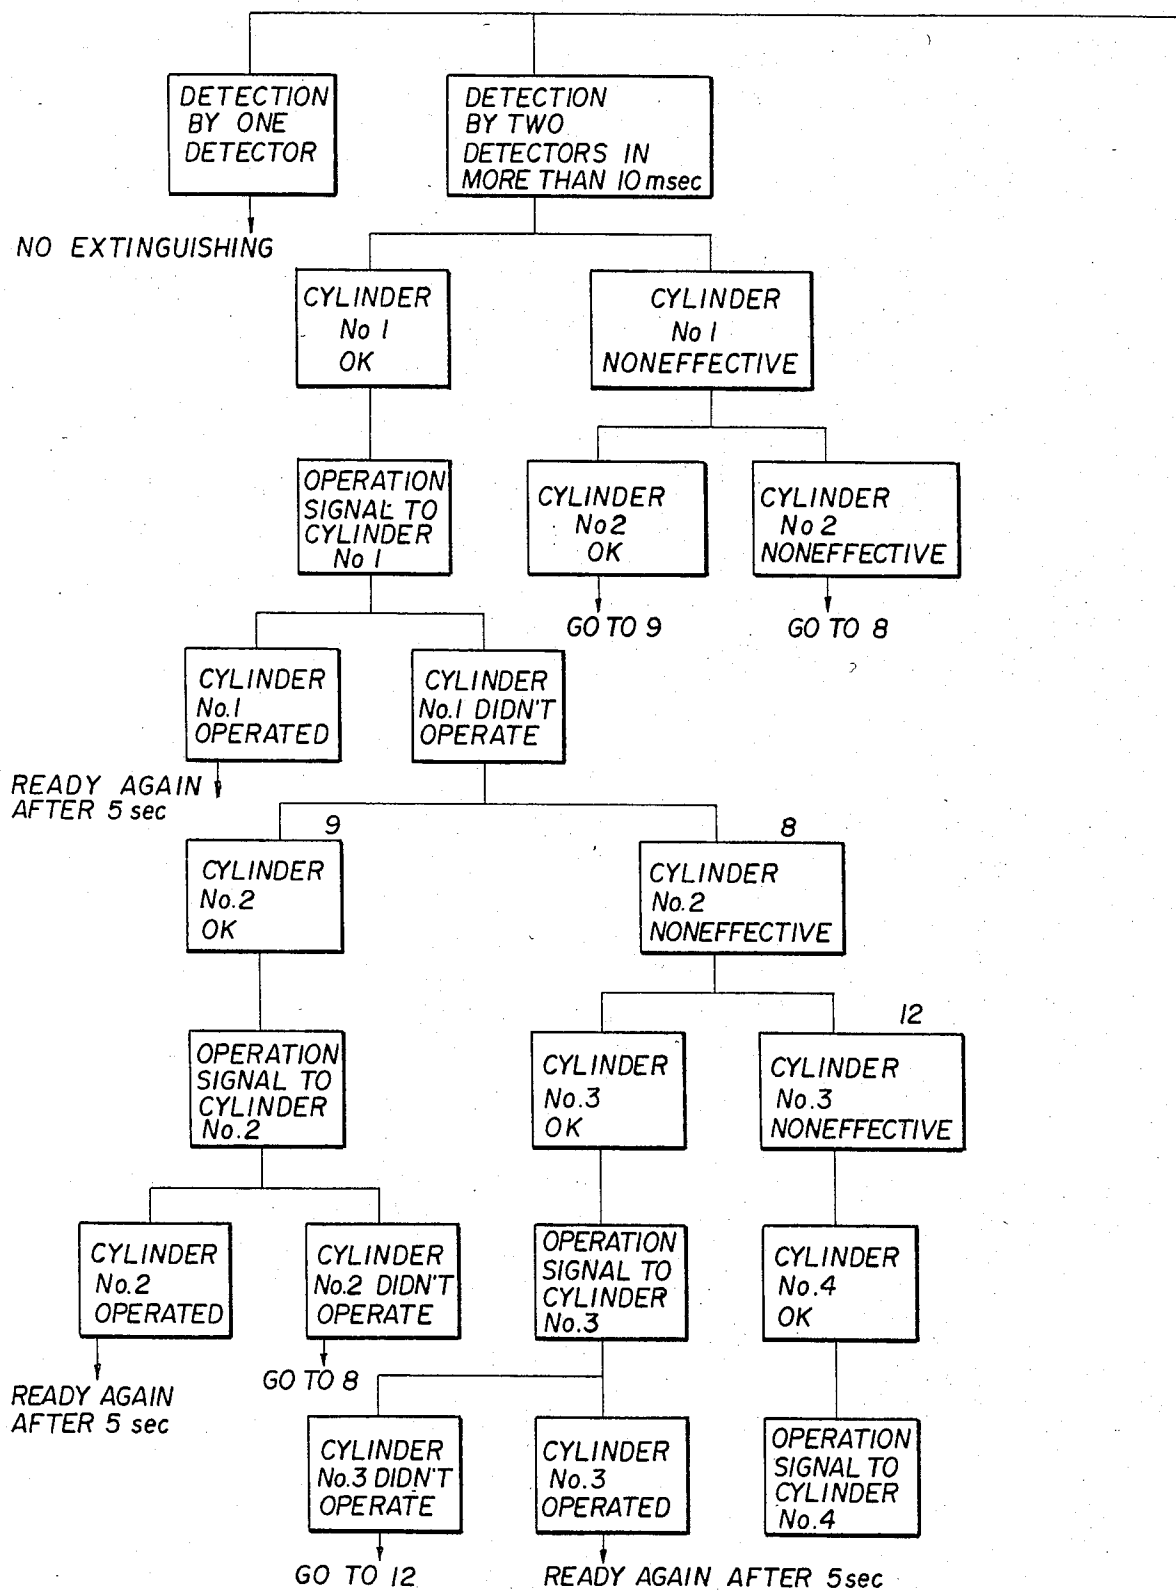 DETECTION
BY ONE
DETECTOR
DETECTION
BY TWO
DETECTORS IN
MORE THAN 10 msec
NO EXTINGUISHING
CYLINDER
No 1
OK
CYLINDER
No 1
NONEFFECTIVE
OPERATION
SIGNAL TO
CYLINDER
No 1
CYLINDER
No 2
OK
CYLINDER
No 2
NONEFFECTIVE
GO TO 9
GO TO 8
CYLINDER
No.1
OPERATED
CYLINDER
No.1 DIDN'T
OPERATE
READY AGAIN
AFTER 5 sec
9
CYLINDER
No.2
OK
8
CYLINDER
No.2
NONEFFECTIVE
OPERATION
SIGNAL TO
CYLINDER
No.2
CYLINDER
No.3
OK
12
CYLINDER
No.3
NONEFFECTIVE
CYLINDER
No.2
OPERATED
CYLINDER
No.2 DIDN'T
OPERATE
OPERATION
SIGNAL TO
CYLINDER
No.3
CYLINDER
No.4
OK
READY AGAIN
AFTER 5 sec
GO TO 8
CYLINDER
No.3 DIDN'T
OPERATE
CYLINDER
No.3
OPERATED
OPERATION
SIGNAL TO
CYLINDER
No.4
GO TO 12
READY AGAIN AFTER 5 sec